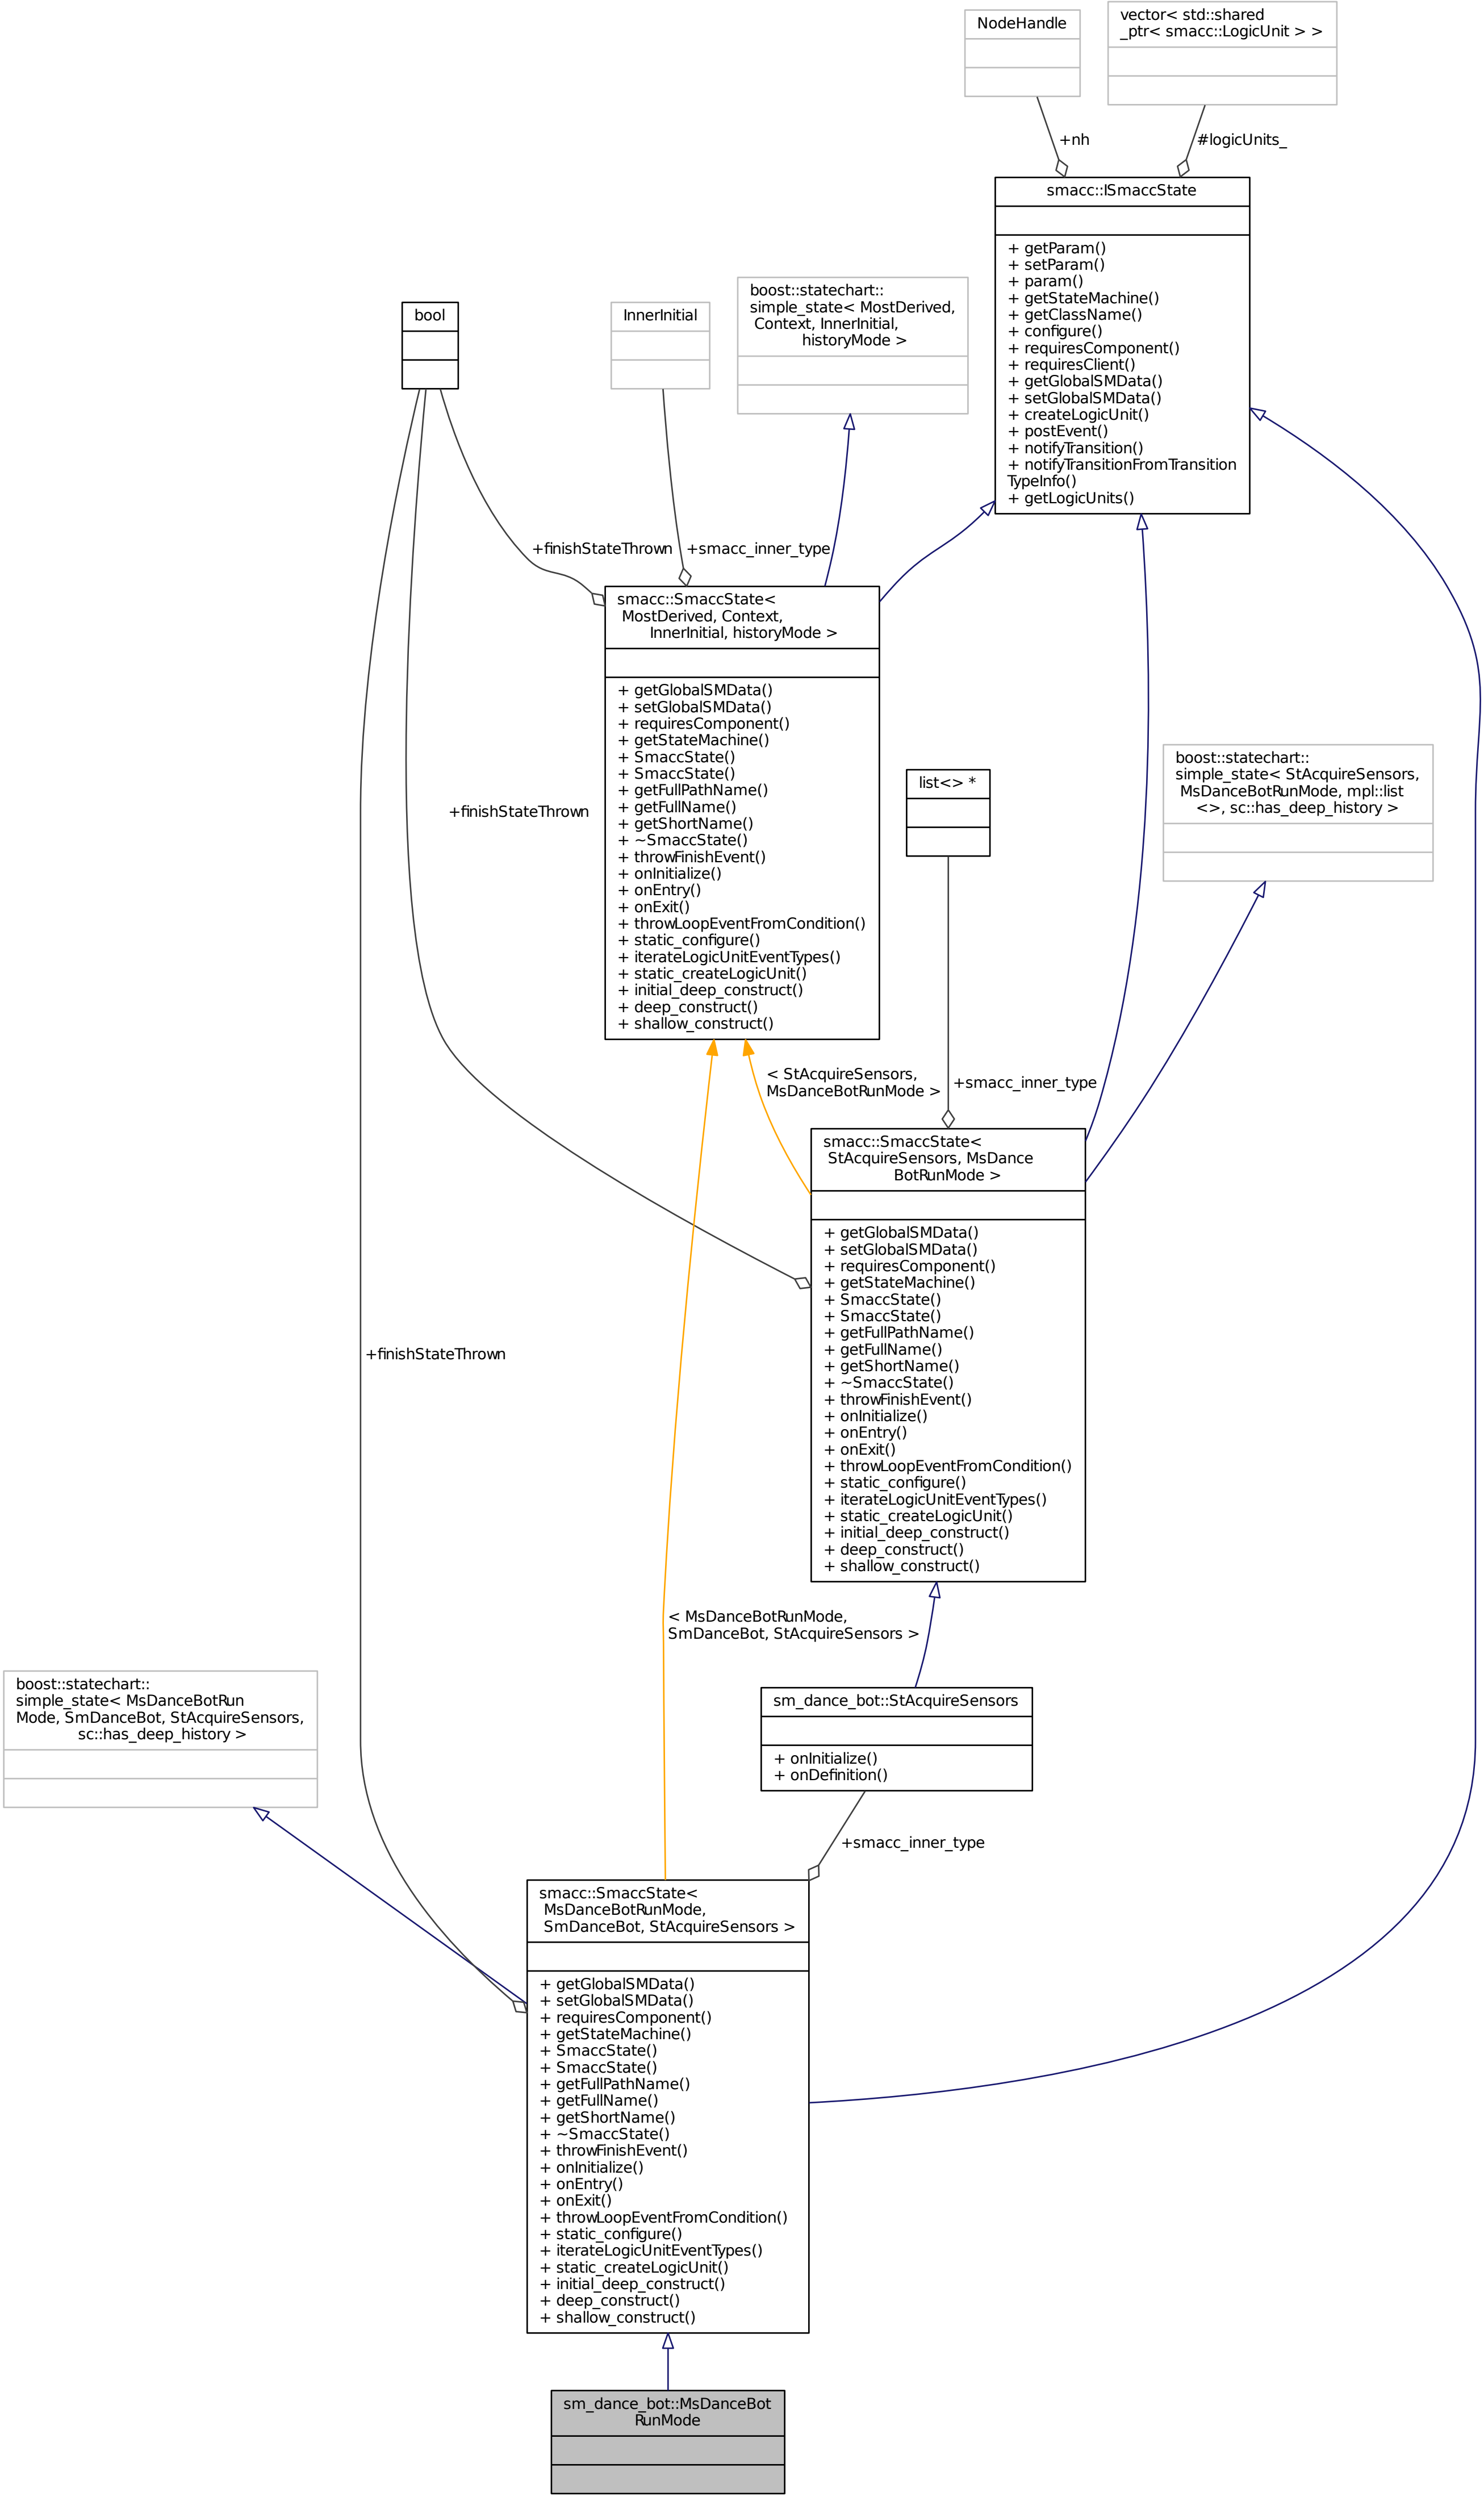 NodeHandle
vector< std::shared
_ptr< smacc::LogicUnit > >
+nh
#logicUnits_
smacc::ISmaccState
+ getParam()
+ setParam()
+ param()
+ getStateMachine()
+ getClassName()
+ configure()
+ requiresComponent()
+ requiresClient()
+ getGlobalSMData()
+ setGlobalSMData()
+ createLogicUnit()
+ postEvent()
+ notifyTransition()
+ notifyTransitionFromTransition
TypeInfo()
+ getLogicUnits()
bool
InnerInitial
boost::statechart::
simple_state< MostDerived,
Context, InnerInitial,
historyMode >
+finishStateThrown
+smacc_inner_type
smacc::SmaccState<
MostDerived, Context,
InnerInitial, historyMode >
+ getGlobalSMData()
+ setGlobalSMData()
+ requiresComponent()
+ getStateMachine()
+ SmaccState()
+ SmaccState()
+ getFullPathName()
+ getFullName()
+ getShortName()
+ ~SmaccState()
+ throwFinishEvent()
+ onInitialize()
+ onEntry()
+ onExit()
+ throwLoopEventFromCondition()
+ static_configure()
+ iterateLogicUnitEventTypes()
+ static_createLogicUnit()
+ initial_deep_construct()
+ deep_construct()
+ shallow_construct()
+finishStateThrown
list<> *
boost::statechart::
simple_state< StAcquireSensors,
MsDanceBotRunMode, mpl::list
<>, sc::has_deep_history >
< StAcquireSensors,
MsDanceBotRunMode >
+smacc_inner_type
smacc::SmaccState<
StAcquireSensors, MsDance
BotRunMode >
+ getGlobalSMData()
+ setGlobalSMData()
+ requiresComponent()
+ getStateMachine()
+ SmaccState()
+ SmaccState()
+ getFullPathName()
+ getFullName()
+ getShortName()
+ ~SmaccState()
+ throwFinishEvent()
+ onInitialize()
+ onEntry()
+ onExit()
+ throwLoopEventFromCondition()
+ static_configure()
+ iterateLogicUnitEventTypes()
+ static_createLogicUnit()
+ initial_deep_construct()
+ deep_construct()
+ shallow_construct()
+finishStateThrown
< MsDanceBotRunMode,
SmDanceBot, StAcquireSensors >
boost::statechart::
simple_state< MsDanceBotRun
Mode, SmDanceBot, StAcquireSensors,
sc::has_deep_history >
sm_dance_bot::StAcquireSensors
+ onInitialize()
+ onDefinition()
+smacc_inner_type
smacc::SmaccState<
MsDanceBotRunMode,
SmDanceBot, StAcquireSensors >
+ getGlobalSMData()
+ setGlobalSMData()
+ requiresComponent()
+ getStateMachine()
+ SmaccState()
+ SmaccState()
+ getFullPathName()
+ getFullName()
+ getShortName()
+ ~SmaccState()
+ throwFinishEvent()
+ onInitialize()
+ onEntry()
+ onExit()
+ throwLoopEventFromCondition()
+ static_configure()
+ iterateLogicUnitEventTypes()
+ static_createLogicUnit()
+ initial_deep_construct()
+ deep_construct()
+ shallow_construct()
sm_dance_bot::MsDanceBot
RunMode